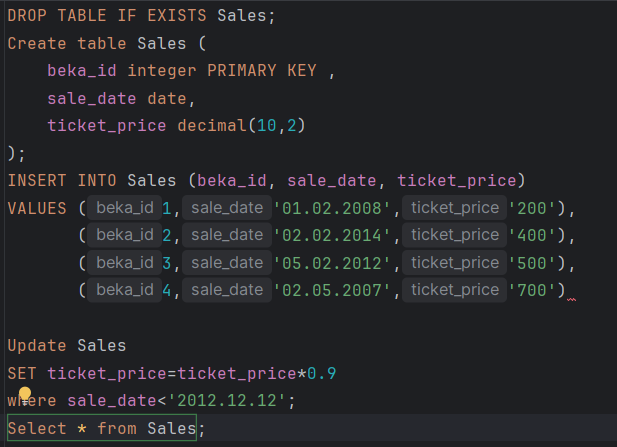 DROP TABLE IF EXISTS Sales;
Create table Sales (
    beka_id integer PRIMARY KEY ,
    sale_date date,
    ticket_price decimal(10,2)
);
INSERT INTO Sales (beka_id, sale_date, ticket_price)
VALUES ( beka_id 1, sale_date '01.02.2008', ticket_price '200'),
       ( beka_id 2, sale_date '02.02.2014', ticket_price '400'),
       ( beka_id 3, sale_date '05.02.2012', ticket_price '500'),
       ( beka_id 4, sale_date '02.05.2007', ticket_price '700')
Update Sales
SET ticket_price=ticket_price*0.9
where sale_date<'2012.12.12';
Select * from Sales;